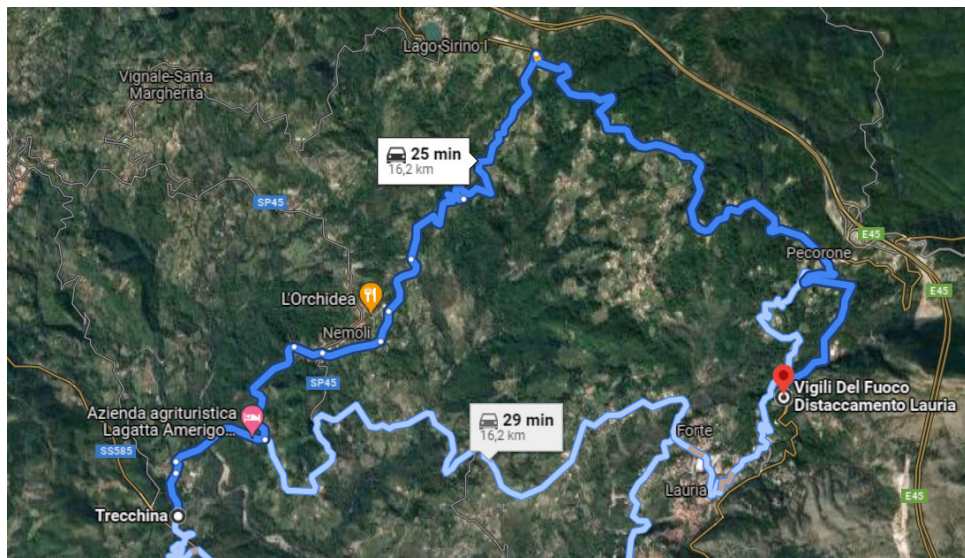 Lago Sirino I
Vignale-Santa
Margherita
25 min
16,2 km
SP45
E45
Pecorone
E45
L'Orchidea
Nemoli
SP45
Azienda agrituristica
Lagatta Amerigo...
Vigili Del Fuoco
Distaccamento Lauria
29 min
16,2 km
Forte
SS585
Lauria
E45
Trecchina